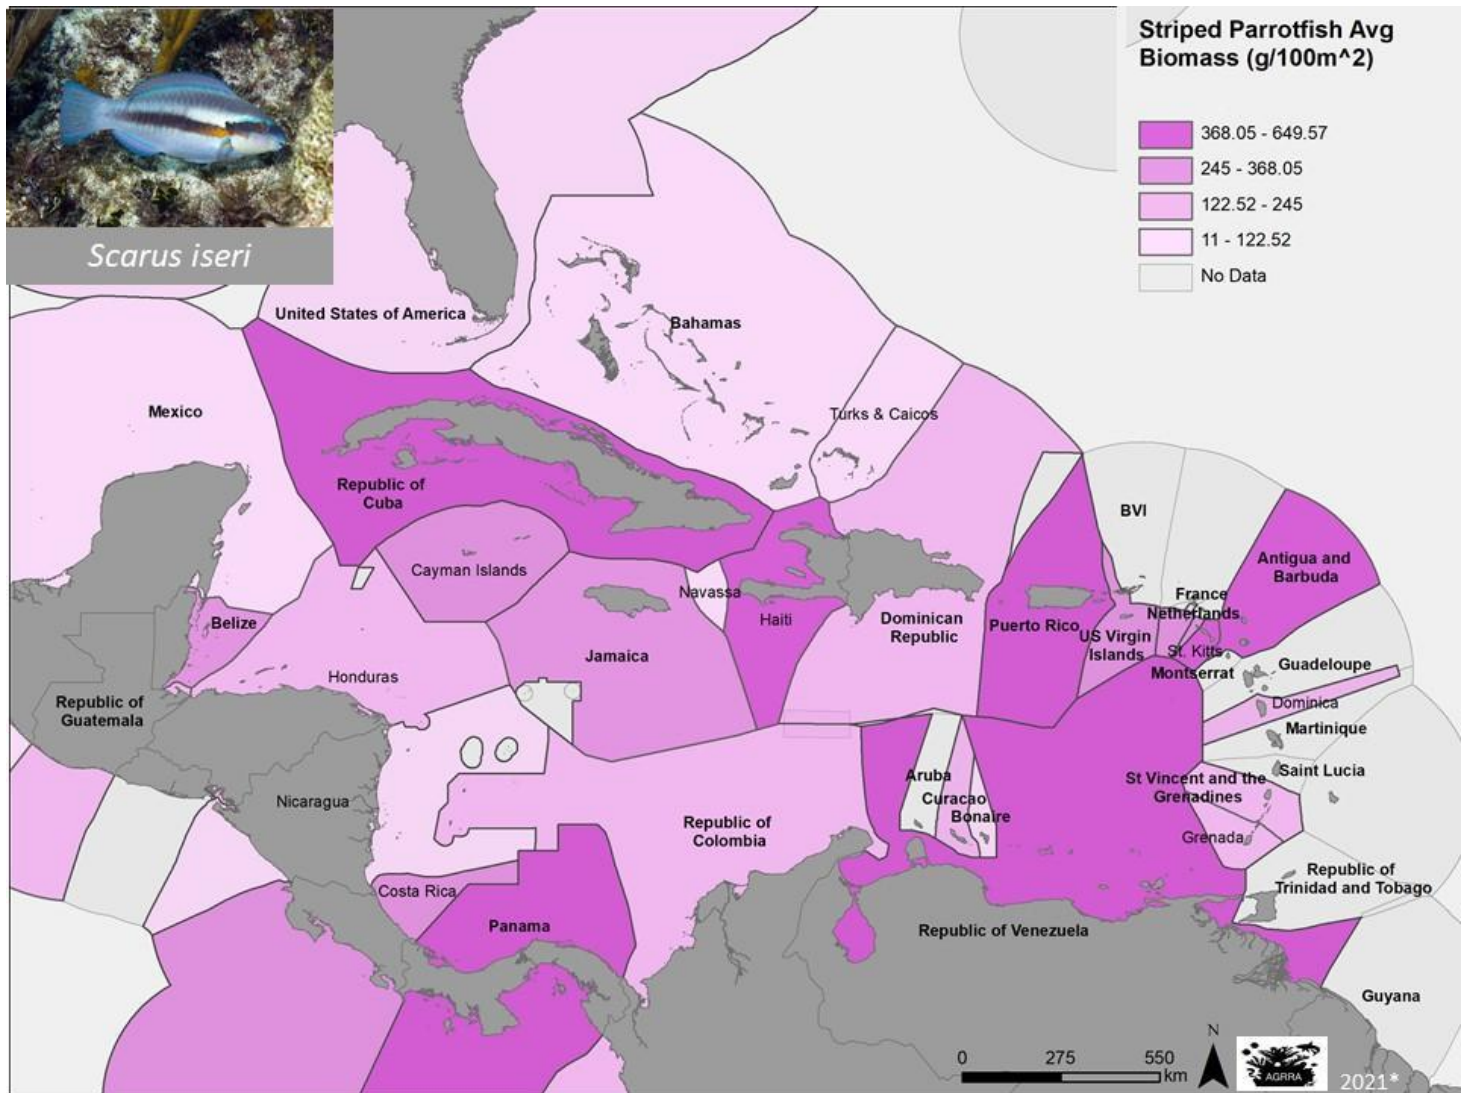 Scarus iseri
Striped Parrotfish Avg
Biomass (g/100m^2)
368.05 - 649.57
245 - 368.05
122.52 - 245
11 - 122.52
No Data
United States of America
Bahamas
Mexico
Turks & Caicos
Republic of
Cuba
BVI
Antigua and
Barbuda
Cayman Islands
Navassa
France
Netherlands
Belize
Haiti
Dominican
Republic
Puerto Rico
US Virgin
Islands
St. Kitts
Jamaica
Montserrat
Guadeloupe
Honduras
Dominica
Republic of
Guatemala
Martinique
Saint Lucia
Aruba
St Vincent and the
Grenadines
Nicaragua
Curacao
Bonaire
Republic of
Colombia
Grenada
Costa Rica
Republic of
Trinidad and Tobago
Panama
Republic of Venezuela
Guyana
0 275 550
km
N
AGRRA
2021*